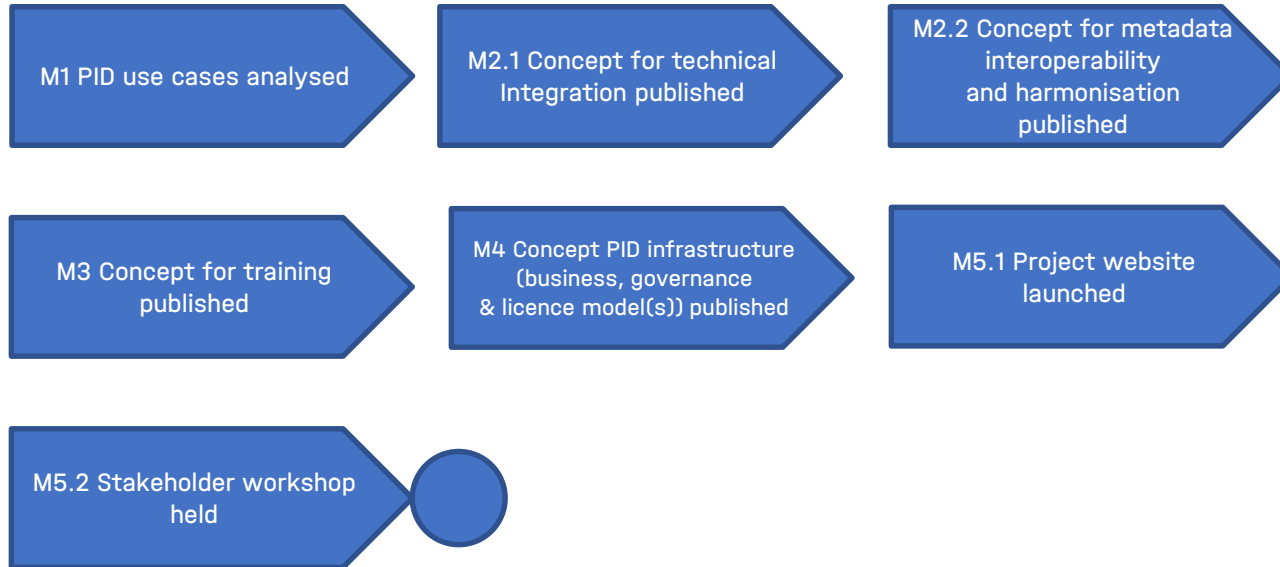 M1 PID use cases analysed
M2.1 Concept for technical
Integration published
M2.2 Concept for metadata
interoperability
and harmonisation
published
M3 Concept for training
published
M4 Concept PID infrastructure
(business, governance
& licence model(s)) published
M5.1 Project website
launched
M5.2 Stakeholder workshop
held